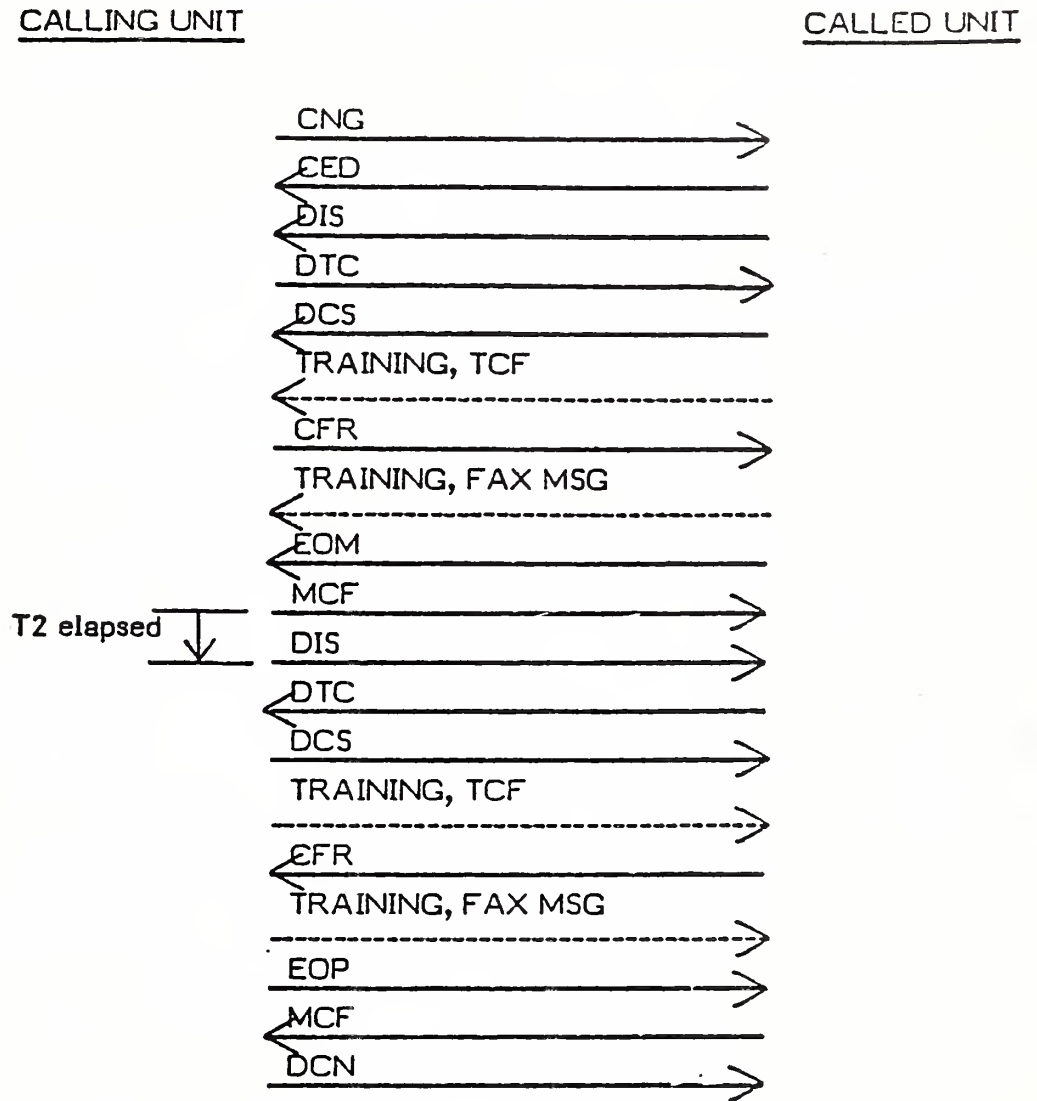 CALLING UNIT
CALLED UNIT
CNG
CED
DIS
DTC
DCS
TRAINING, TCF
CFR
TRAINING, FAX MSG
EOM
MCF
T2 elapsed
DIS
DTC
DCS
TRAINING, TCF
CFR
TRAINING, FAX MSG
EOP
MCF
DCN